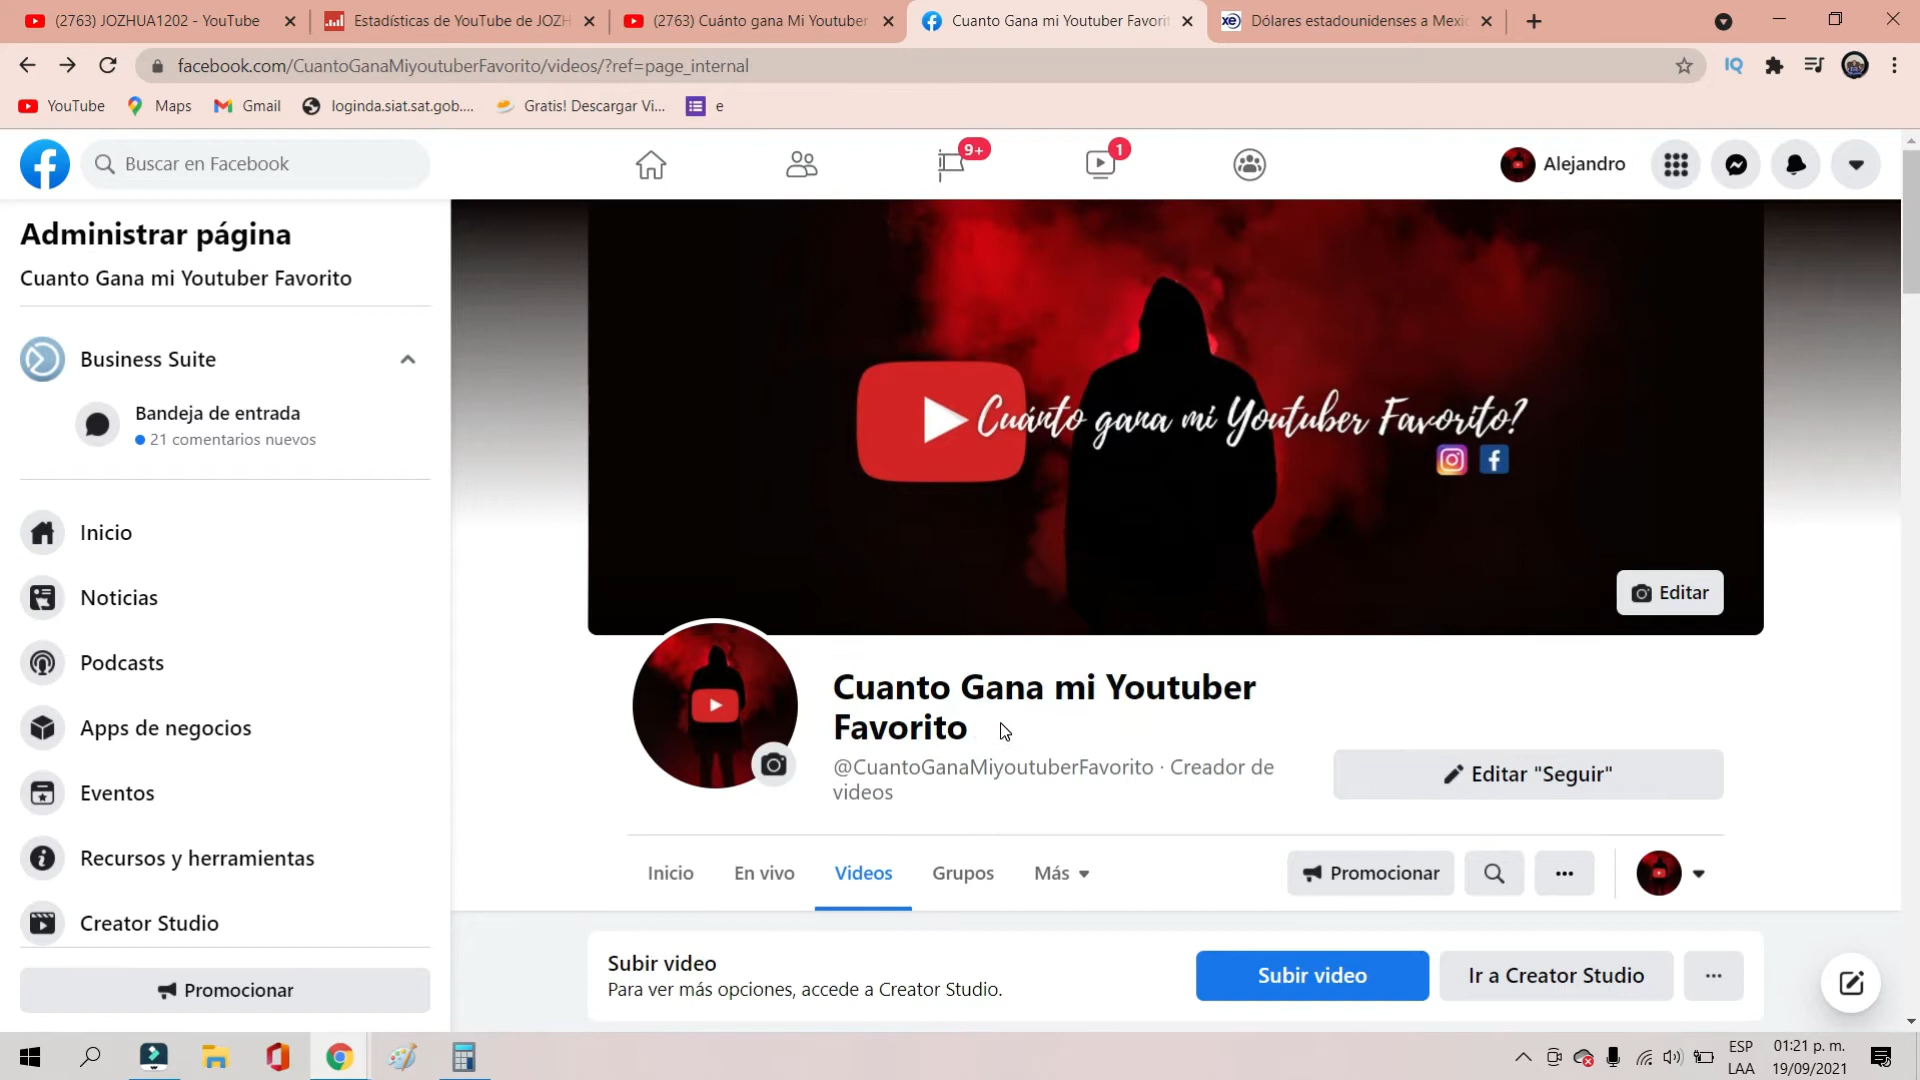 (2763) JOZHUA1202 - YouTube
Estadísticas de YouTube de JOZH
(2763) Cuánto gana Mi Youtuber
Cuanto Gana mi Youtuber Favorit
Dólares estadounidenses a Mexic
facebook.com/CuantoGanaMiyoutuberFavorito/videos/?ref=page_internal
YouTube
Maps
Gmail
loginda.siat.sat.gob....
Gratis! Descargar Vi...
e
Buscar en Facebook
9+
1
Alejandro
Administrar página
Cuanto Gana mi Youtuber Favorito
Business Suite
Bandeja de entrada
21 comentarios nuevos
Inicio
Noticias
Podcasts
Apps de negocios
Eventos
Recursos y herramientas
Creator Studio
Promocionar
Cuánto gana mi Youtuber Favorito?
Editar
Cuanto Gana mi Youtuber
Favorito
@CuantoGanaMiyoutuberFavorito · Creador de
videos
Editar "Seguir"
Inicio
En vivo
Videos
Grupos
Más
Promocionar
Subir video
Para ver más opciones, accede a Creator Studio.
Subir video
Ir a Creator Studio
ESP
LAA
01:21 p. m.
19/09/2021